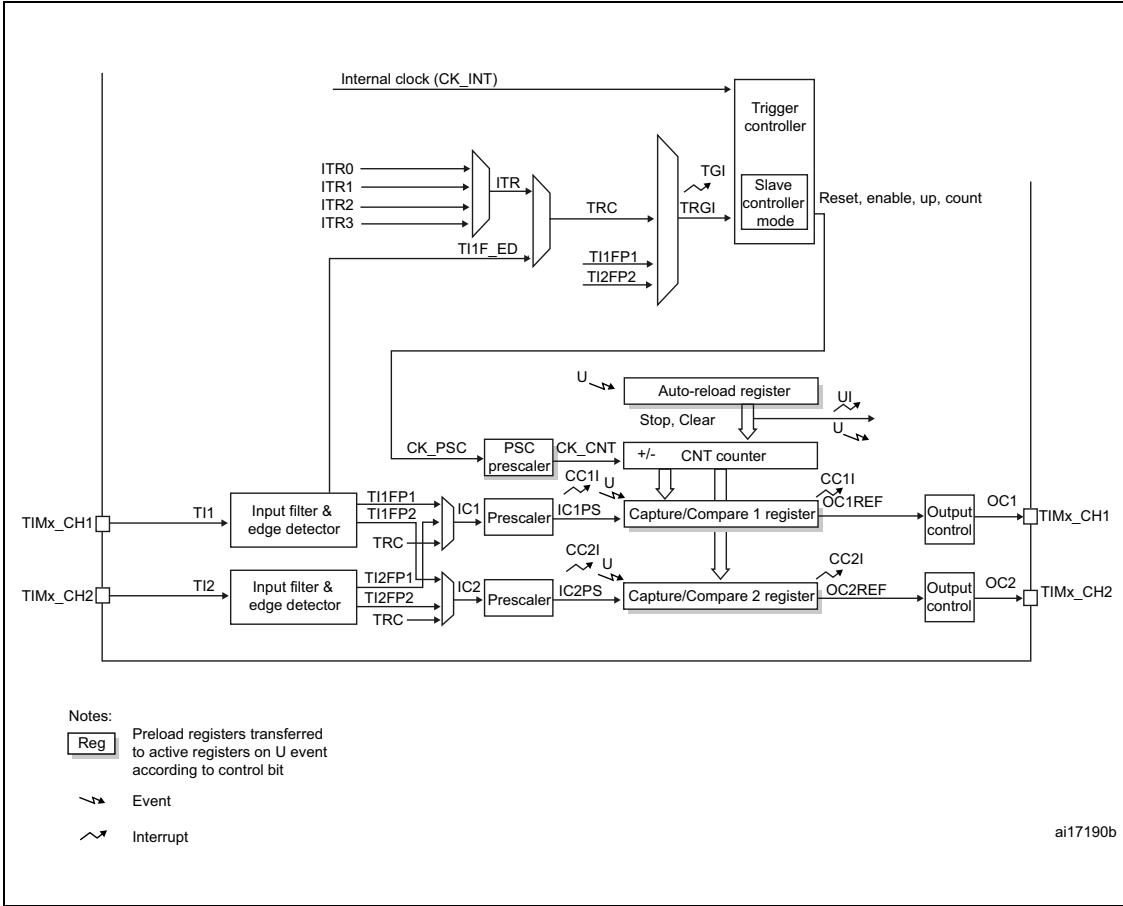 Internal clock (CK_INT)
Trigger
controller
ITR0
ITR1
ITR2
ITR3
ITR
TI1F_ED
TRC
TI1FP1
TI2FP2
TGI
TRGI
Slave
controller
mode
Reset, enable, up, count
U
Auto-reload register
Stop, Clear
UI
U
CK_PSC
PSC
prescaler
CK_CNT
+/-
CNT counter
TIMx_CH1
TI1
Input filter &
edge detector
TI1FP1
TI1FP2
TRC
IC1
Prescaler
CC1I
U
IC1PS
Capture/Compare 1 register
CC1I
OC1REF
Output
control
OC1
TIMx_CH1
TIMx_CH2
TI2
Input filter &
edge detector
TI2FP1
TI2FP2
TRC
IC2
Prescaler
CC2I
U
IC2PS
Capture/Compare 2 register
CC2I
OC2REF
Output
control
OC2
TIMx_CH2
Notes:
Reg
Preload registers transferred
to active registers on U event
according to control bit
Event
Interrupt
ai17190b